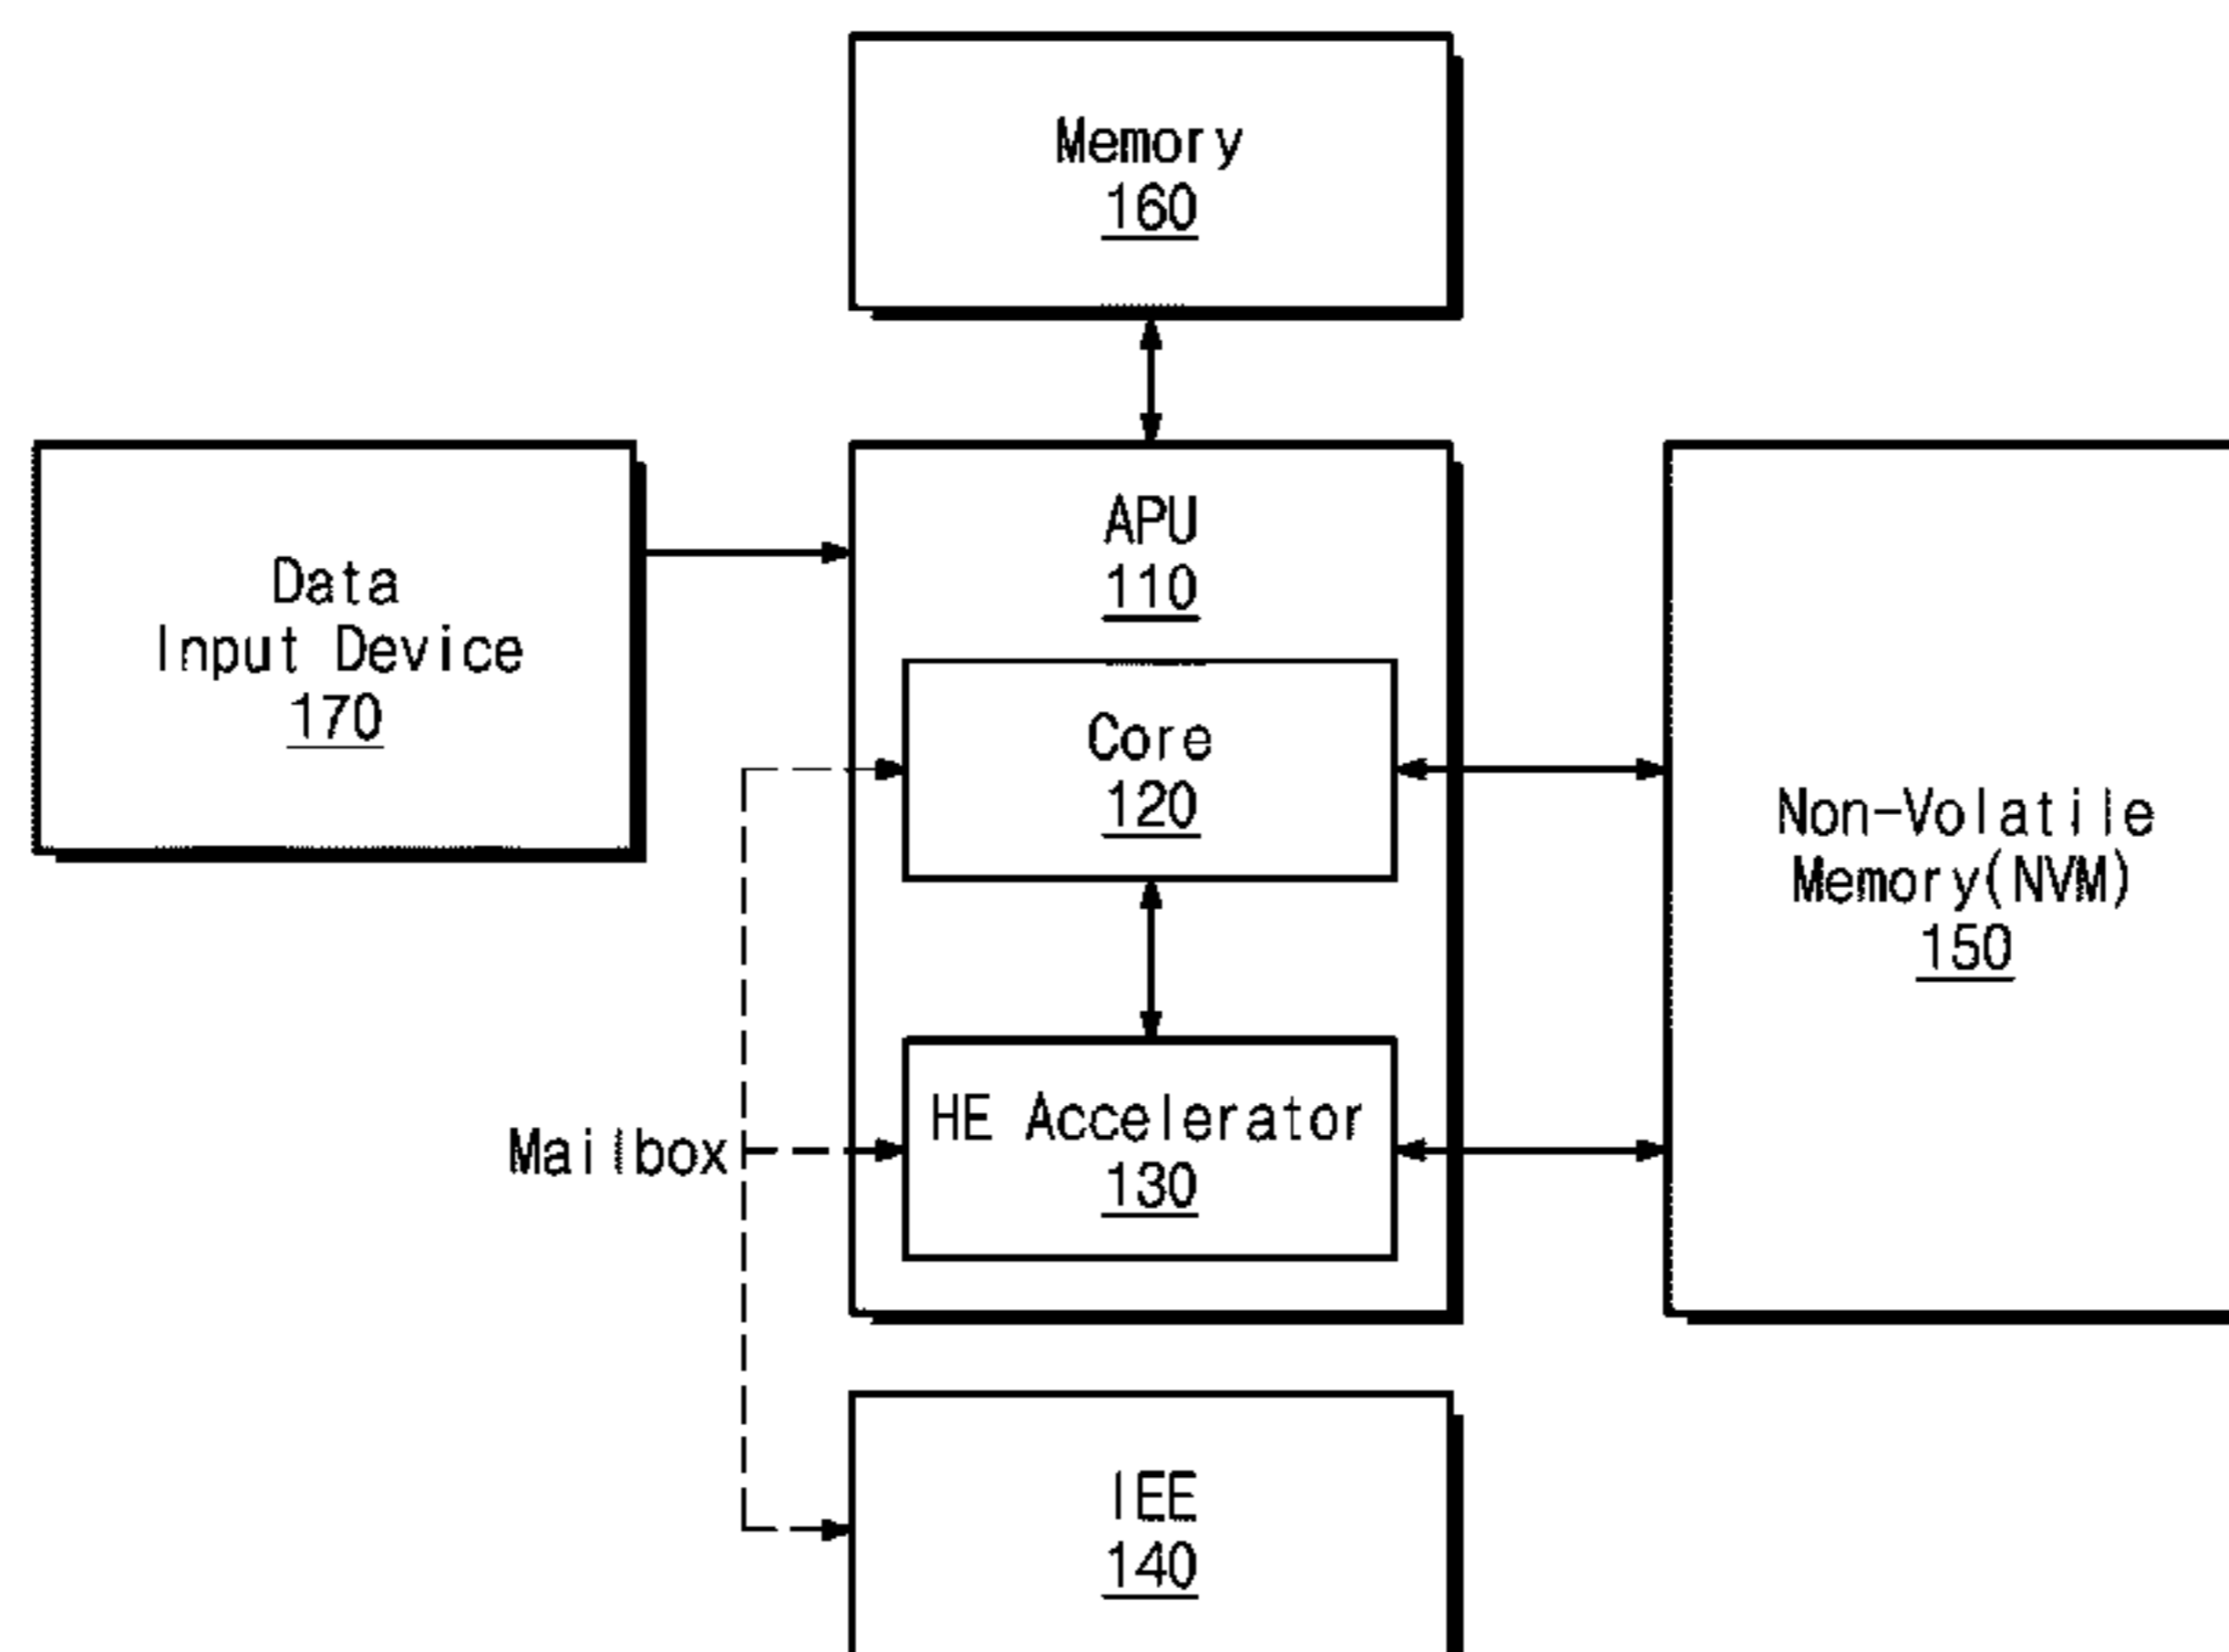 Memory
160
Data
Input Device
170
APU
110
Core
120
HE Accelerator
130
Non-Volatile
Memory(NVM)
150
Mailbox
IEE
140